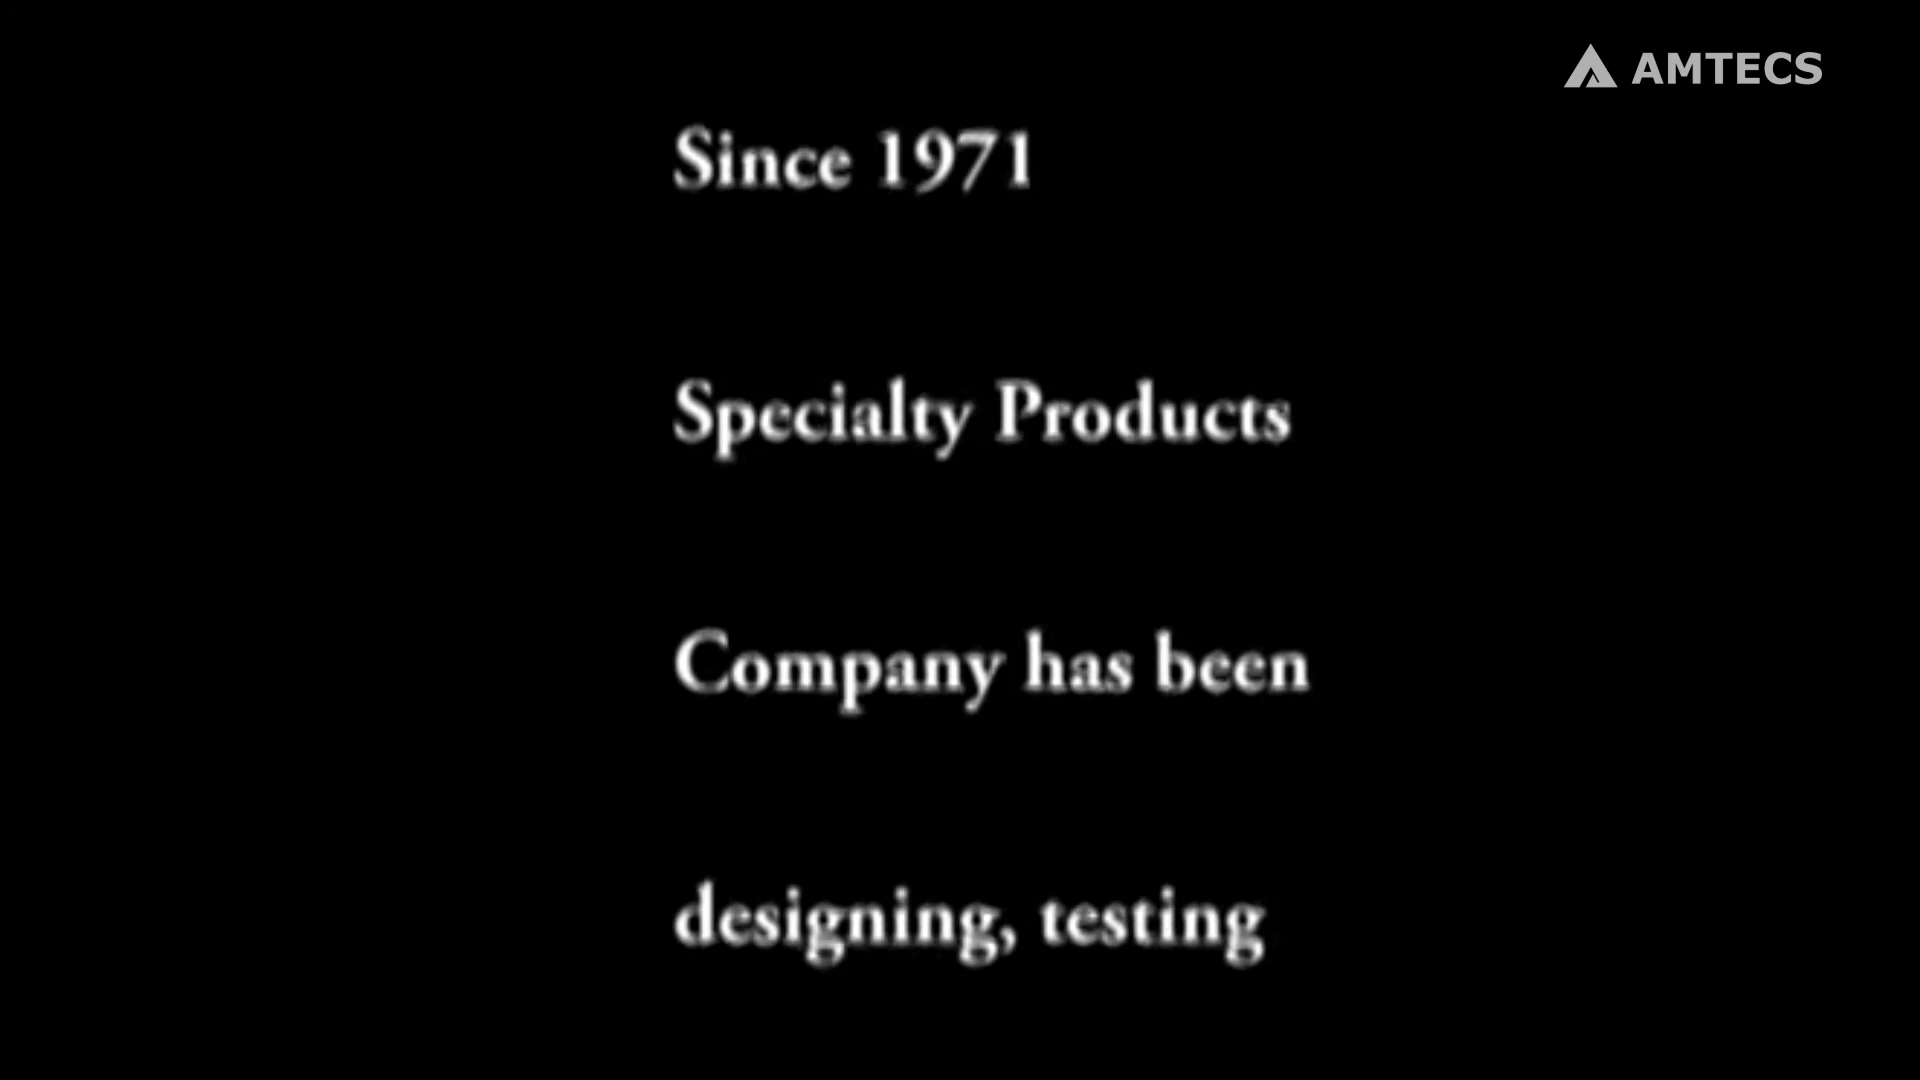 AMTECS
Since 1971
Specialty Products
Company has been
designing, testing